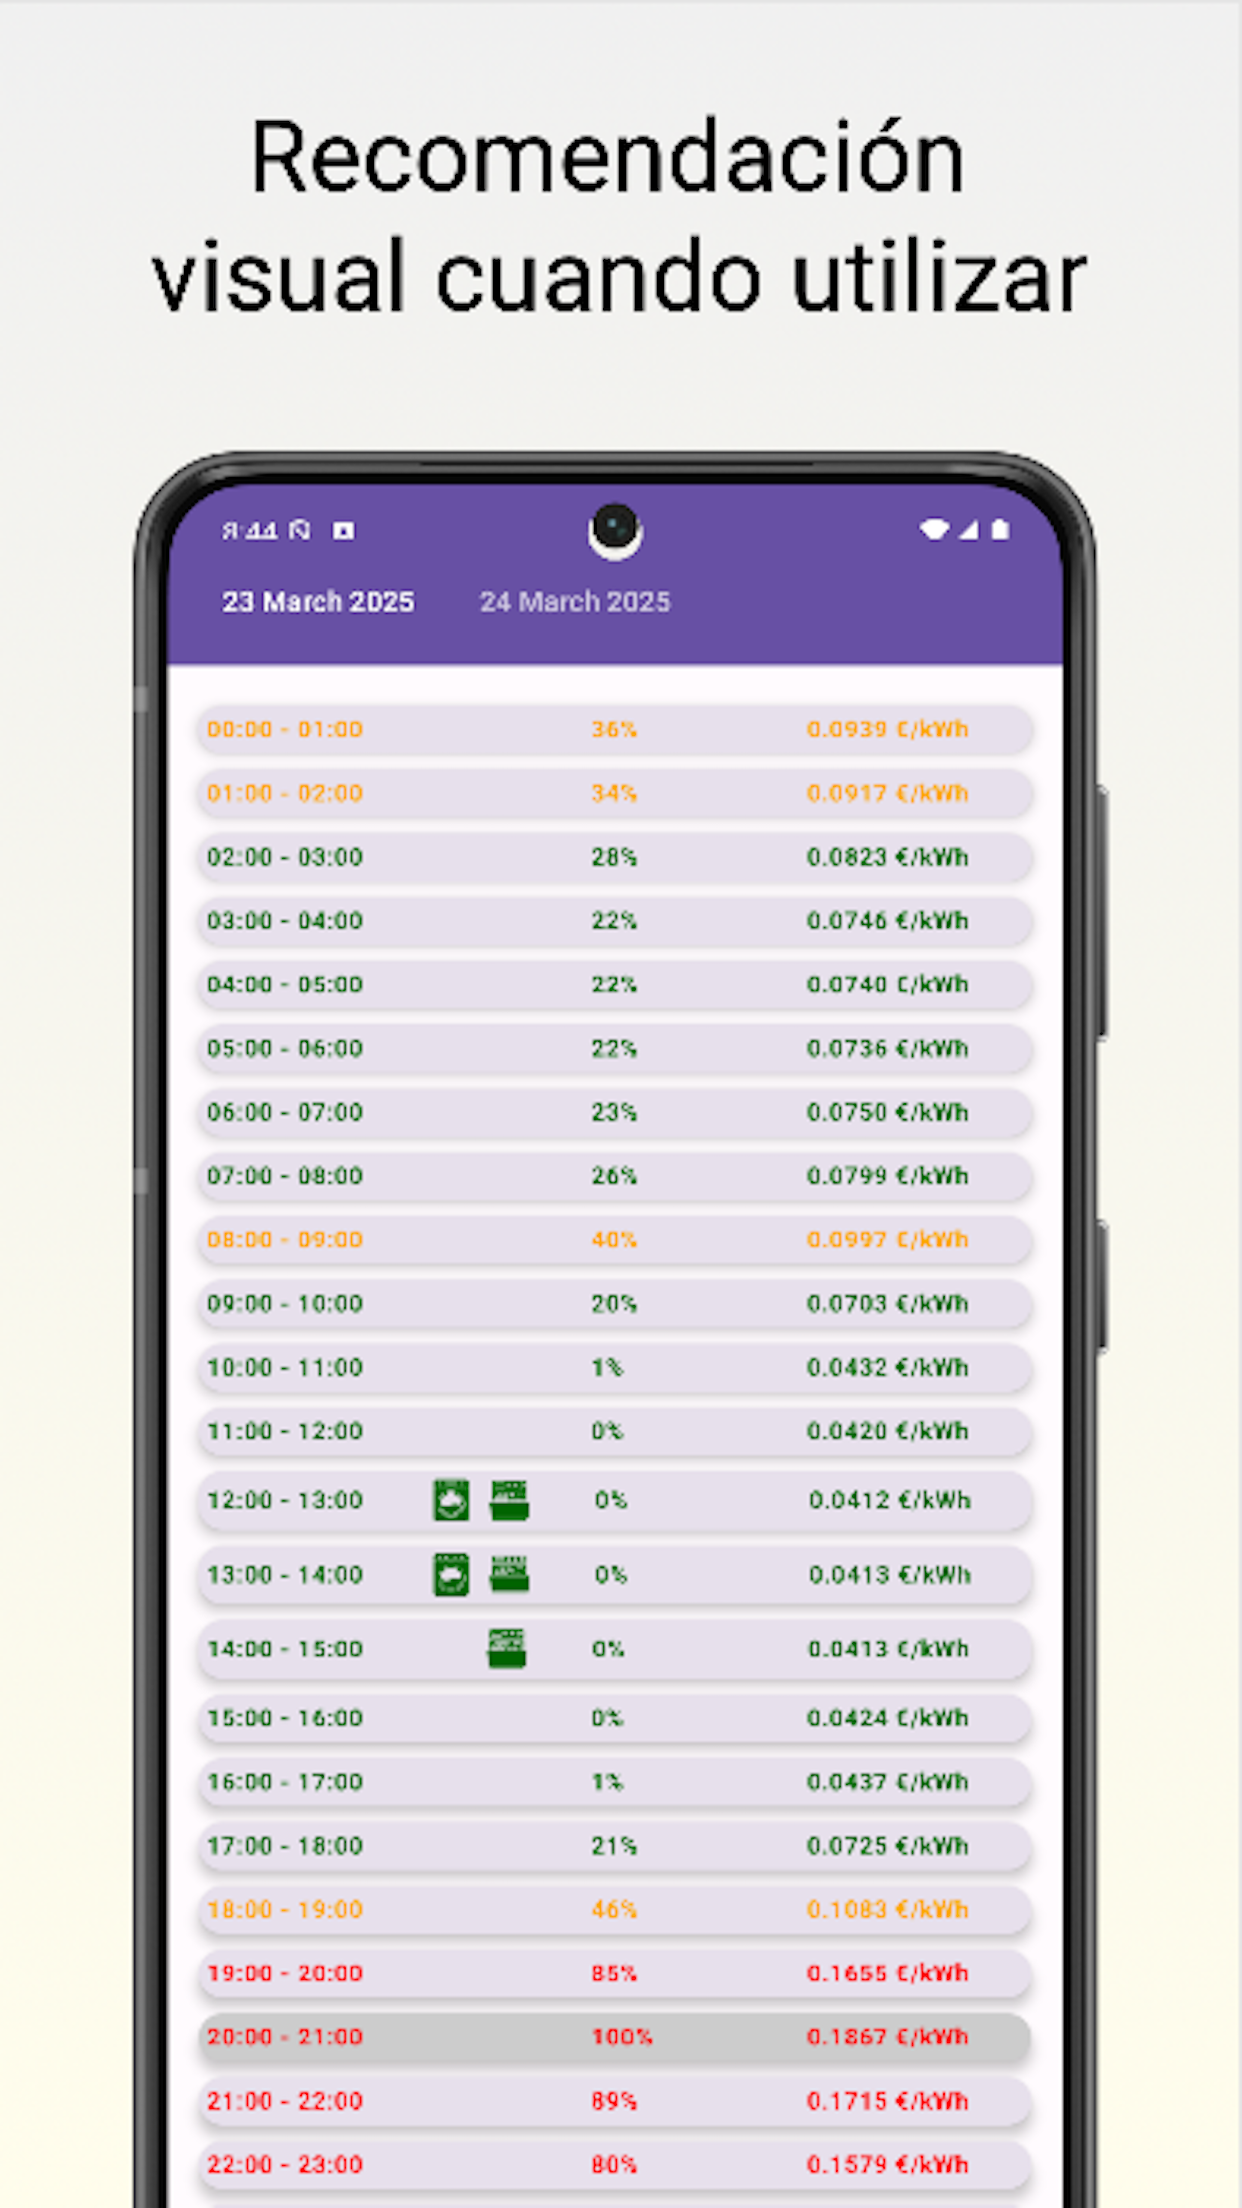 Recomendación
visual cuando utilizar
8:44
23 March 2025 24 March 2025
00:00 - 01:00 36% 0.0939 €/kWh
01:00 - 02:00 34% 0.0917 €/kWh
02:00 - 03:00 28% 0.0823 €/kWh
03:00 - 04:00 22% 0.0746 €/kWh
04:00 - 05:00 22% 0.0740 €/kWh
05:00 - 06:00 22% 0.0736 €/kWh
06:00 - 07:00 23% 0.0750 €/kWh
07:00 - 08:00 26% 0.0799 €/kWh
08:00 - 09:00 40% 0.0997 €/kWh
09:00 - 10:00 20% 0.0703 €/kWh
10:00 - 11:00 1% 0.0432 €/kWh
11:00 - 12:00 0% 0.0420 €/kWh
12:00 - 13:00 0% 0.0412 €/kWh
13:00 - 14:00 0% 0.0413 €/kWh
14:00 - 15:00 0% 0.0413 €/kWh
15:00 - 16:00 0% 0.0424 €/kWh
16:00 - 17:00 1% 0.0437 €/kWh
17:00 - 18:00 21% 0.0725 €/kWh
18:00 - 19:00 46% 0.1083 €/kWh
19:00 - 20:00 85% 0.1655 €/kWh
20:00 - 21:00 100% 0.1867 €/kWh
21:00 - 22:00 89% 0.1715 €/kWh
22:00 - 23:00 80% 0.1579 €/kWh